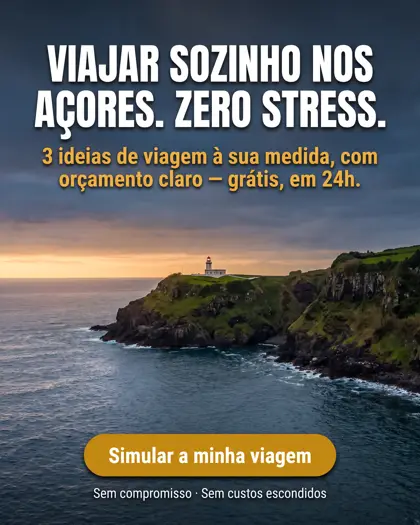 VIAJAR SOZINHO NOS
AÇORES. ZERO STRESS.
3 ideias de viagem à sua medida, com
orçamento claro — grátis, em 24h.
Simular a minha viagem
Sem compromisso · Sem custos escondidos